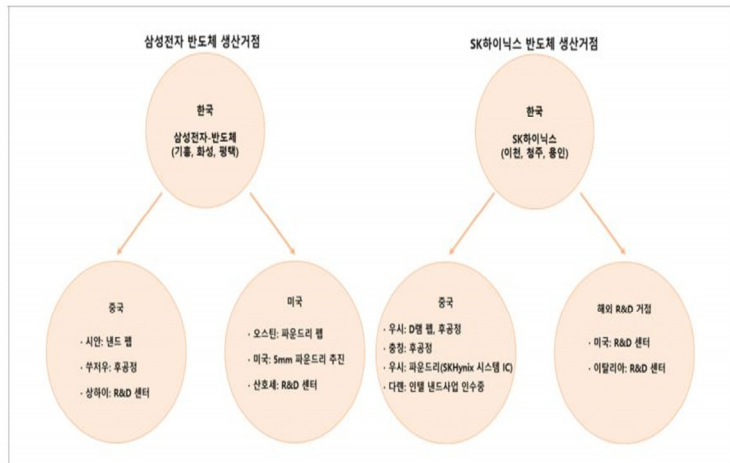 삼성전자 반도체 생산거점
한국
삼성전자-반도체
(기흥, 화성, 평택)
중국
· 시안: 낸드 팹
· 쑤저우: 후공정
· 상하이: R&D 센터
미국
· 오스틴: 파운드리 팹
· 미국: 5mm 파운드리 추진
· 산호세: R&D 센터
SK하이닉스 반도체 생산거점
한국
SK하이닉스
(이천, 청주, 용인)
중국
· 우시: D램 팹, 후공정
· 충칭: 후공정
· 우시: 파운드리(SKHynix 시스템 IC)
· 다롄: 인텔 낸드사업 인수중
해외 R&D 거점
· 미국: R&D 센터
· 이탈리아: R&D 센터